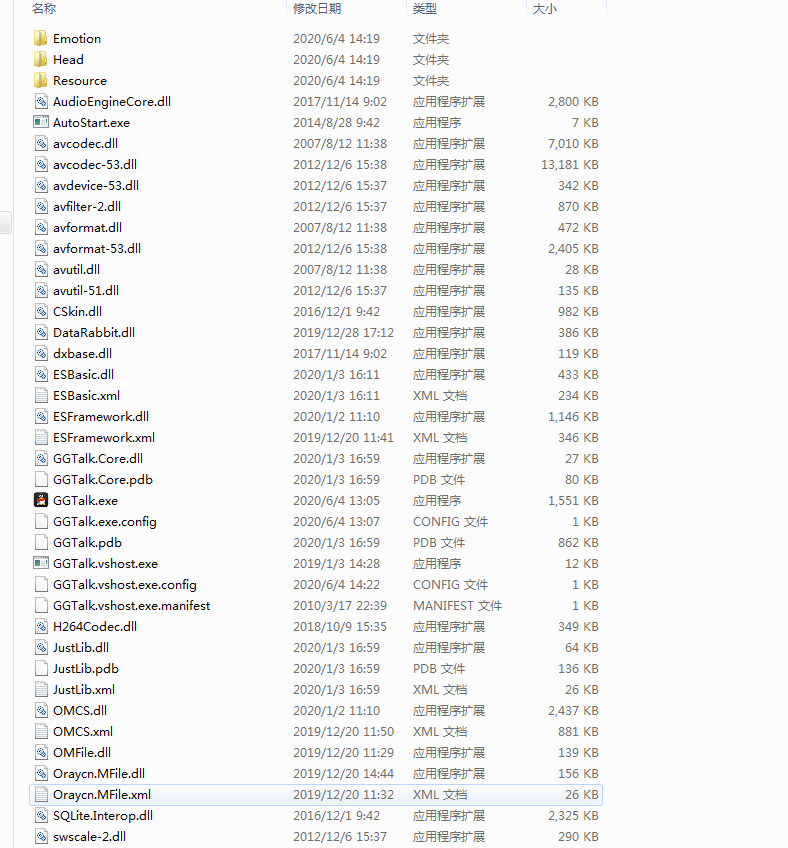 名称 修改日期 类型 大小
Emotion 2020/6/4 14:19 文件夹
Head 2020/6/4 14:19 文件夹
Resource 2020/6/4 14:19 文件夹
AudioEngineCore.dll 2017/11/14 9:02 应用程序扩展 2,800 KB
AutoStart.exe 2014/8/28 9:42 应用程序 7 KB
avcodec.dll 2007/8/12 11:38 应用程序扩展 7,010 KB
avcodec-53.dll 2012/12/6 15:38 应用程序扩展 13,181 KB
avdevice-53.dll 2012/12/6 15:37 应用程序扩展 342 KB
avfilter-2.dll 2012/12/6 15:37 应用程序扩展 870 KB
avformat.dll 2007/8/12 11:38 应用程序扩展 472 KB
avformat-53.dll 2012/12/6 15:38 应用程序扩展 2,405 KB
avutil.dll 2007/8/12 11:38 应用程序扩展 28 KB
avutil-51.dll 2012/12/6 15:37 应用程序扩展 135 KB
CSkin.dll 2016/12/1 9:42 应用程序扩展 982 KB
DataRabbit.dll 2019/12/28 17:12 应用程序扩展 386 KB
dxbase.dll 2017/11/14 9:02 应用程序扩展 119 KB
ESBasic.dll 2020/1/3 16:11 应用程序扩展 433 KB
ESBasic.xml 2020/1/3 16:11 XML 文档 234 KB
ESFramework.dll 2020/1/2 11:10 应用程序扩展 1,146 KB
ESFramework.xml 2019/12/20 11:41 XML 文档 346 KB
GGTalk.Core.dll 2020/1/3 16:59 应用程序扩展 27 KB
GGTalk.Core.pdb 2020/1/3 16:59 PDB 文件 80 KB
GGTalk.exe 2020/6/4 13:05 应用程序 1,551 KB
GGTalk.exe.config 2020/6/4 13:07 CONFIG 文件 1 KB
GGTalk.pdb 2020/1/3 16:59 PDB 文件 862 KB
GGTalk.vshost.exe 2019/1/3 14:28 应用程序 12 KB
GGTalk.vshost.exe.config 2020/6/4 14:22 CONFIG 文件 1 KB
GGTalk.vshost.exe.manifest 2010/3/17 22:39 MANIFEST 文件 1 KB
H264Codec.dll 2018/10/9 15:35 应用程序扩展 349 KB
JustLib.dll 2020/1/3 16:59 应用程序扩展 64 KB
JustLib.pdb 2020/1/3 16:59 PDB 文件 136 KB
JustLib.xml 2020/1/3 16:59 XML 文档 26 KB
OMCS.dll 2020/1/2 11:10 应用程序扩展 2,437 KB
OMCS.xml 2019/12/20 11:50 XML 文档 881 KB
OMFile.dll 2019/12/20 11:29 应用程序扩展 139 KB
Oraycn.MFile.dll 2019/12/20 14:44 应用程序扩展 156 KB
Oraycn.MFile.xml 2019/12/20 11:32 XML 文档 26 KB
SQLite.Interop.dll 2016/12/1 9:42 应用程序扩展 2,325 KB
swscale-2.dll 2012/12/6 15:37 应用程序扩展 290 KB